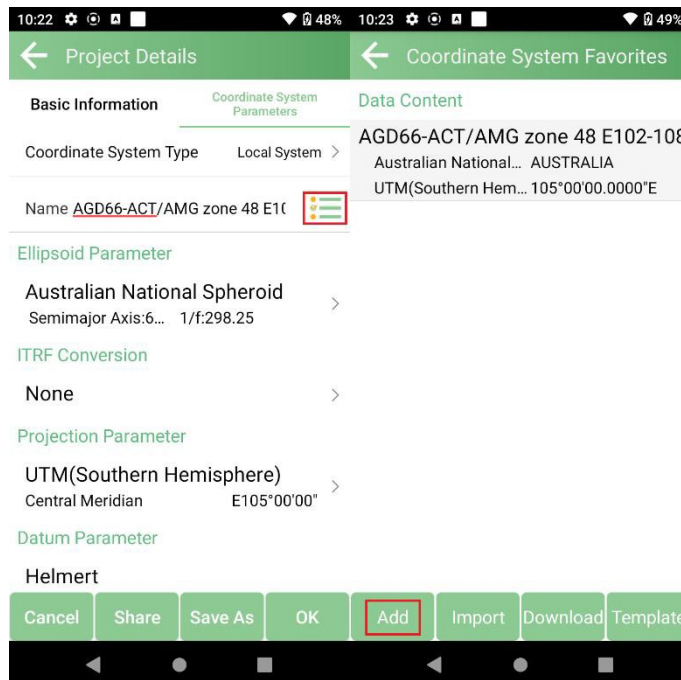 10:22 48%
Project Details
Basic Information Coordinate System Parameters
Coordinate System Type Local System >
Name AGD66-ACT/AMG zone 48 E1(
Ellipsoid Parameter
Australian National Spheroid >
Semimajor Axis:6... 1/f:298.25
ITRF Conversion
None >
Projection Parameter
UTM(Southern Hemisphere) >
Central Meridian E105°00'00"
Datum Parameter
Helmert
Cancel Share Save As OK
10:23 49%
Coordinate System Favorites
Data Content
AGD66-ACT/AMG zone 48 E102-108
Australian National... AUSTRALIA
UTM(Southern Hem... 105°00'00.0000"E
Add Import Download Template